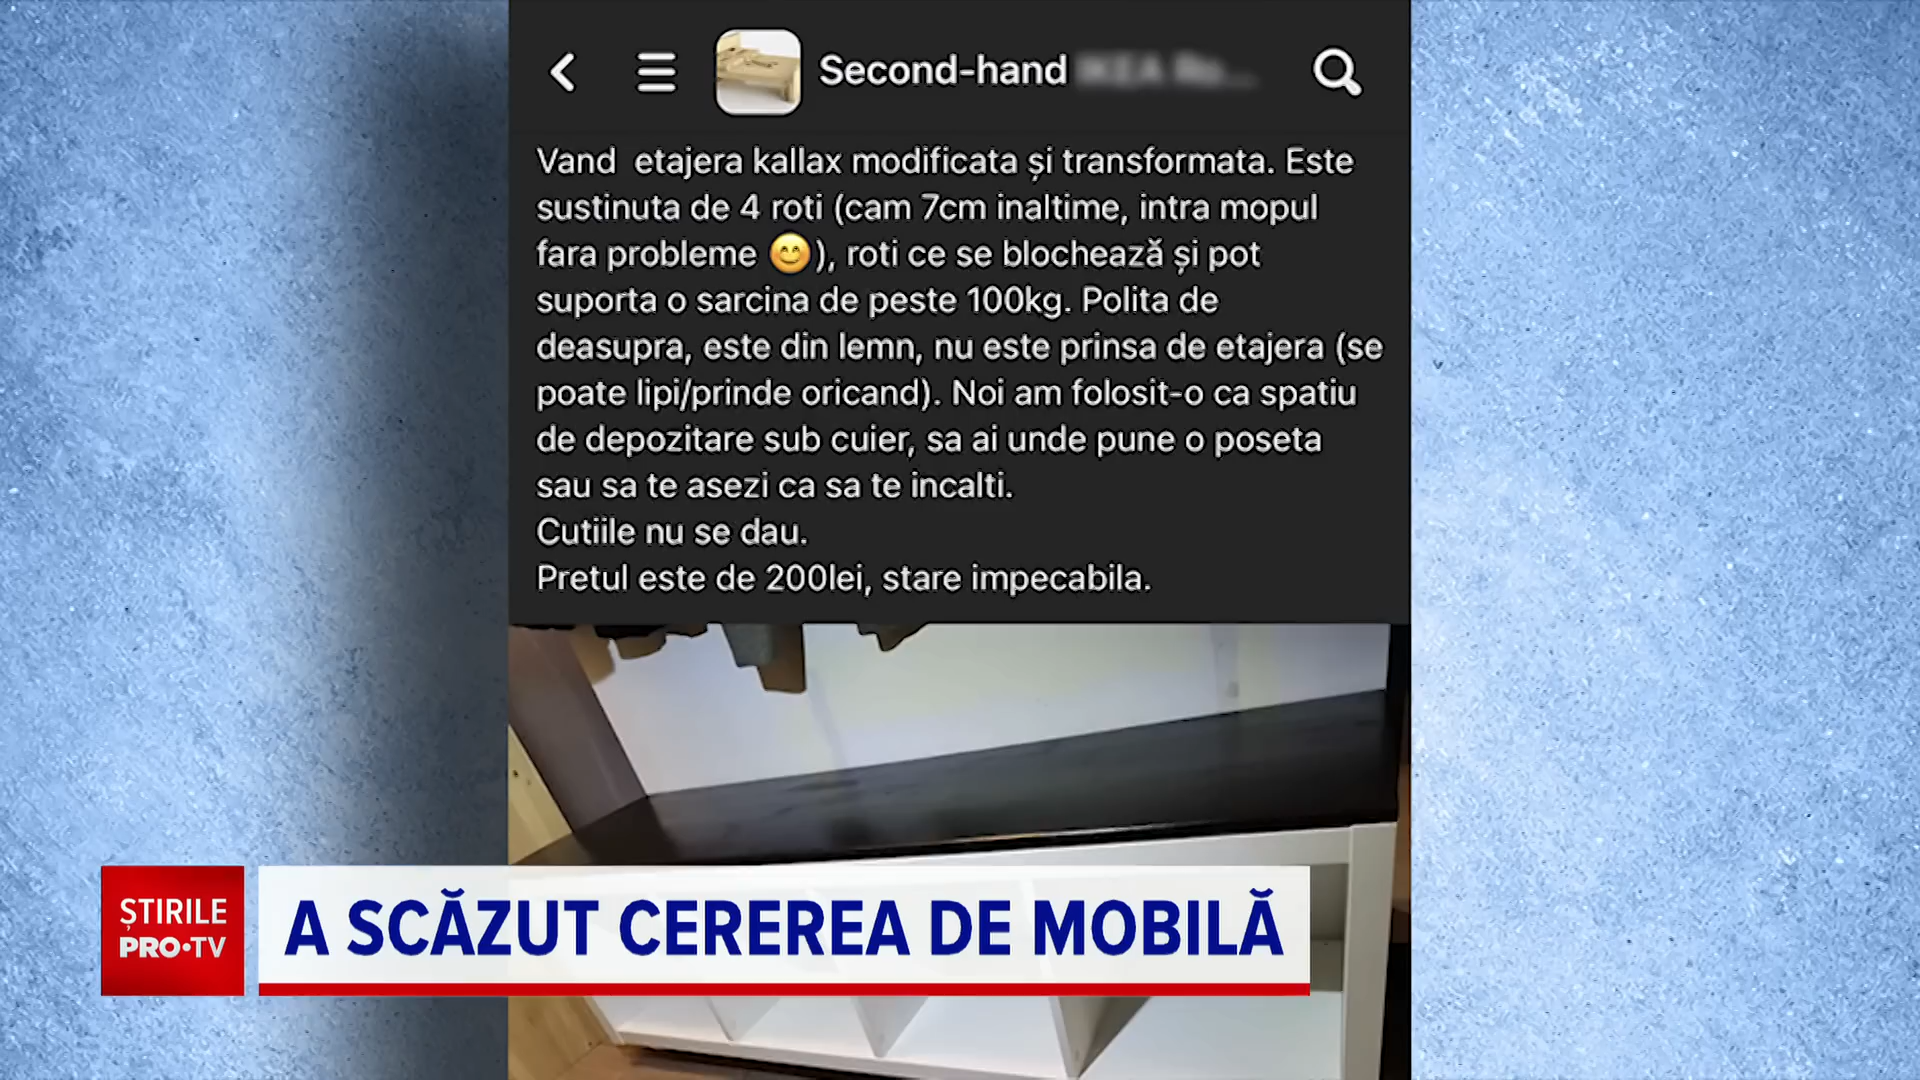 Second-hand
Vand etajera kallax modificata și transformata. Este
sustinuta de 4 roti (cam 7cm inaltime, intra mopul
fara probleme 😊), roti ce se blochează și pot
suporta o sarcina de peste 100kg. Polita de
deasupra, este din lemn, nu este prinsa de etajera (se
poate lipi/prinde oricand). Noi am folosit-o ca spatiu
de depozitare sub cuier, sa ai unde pune o poseta
sau sa te asezi ca sa te incalti.
Cutiile nu se dau.
Pretul este de 200lei, stare impecabila.
ȘTIRILE
PRO•TV
A SCĂZUT CEREREA DE MOBILĂ